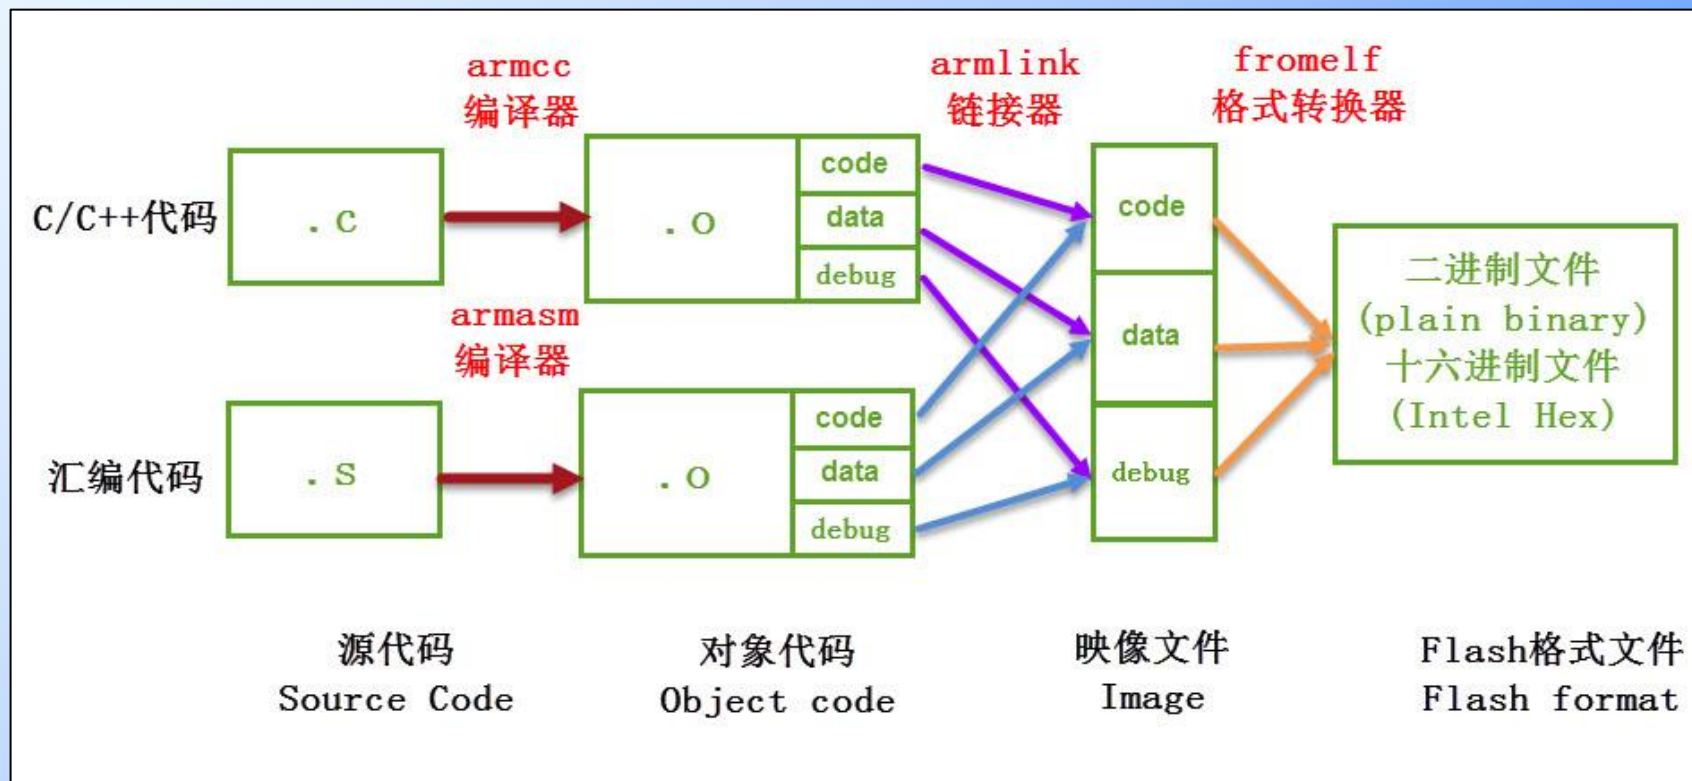 armcc
编译器
armlink
链接器
fromelf
格式转换器
C/C++代码
.c
.o
code
data
debug
armasm
编译器
汇编代码
.s
.o
code
data
debug
code
data
debug
二进制文件
(plain binary)
十六进制文件
(Intel Hex)
源代码
Source Code
对象代码
Object code
映像文件
Image
Flash格式文件
Flash format